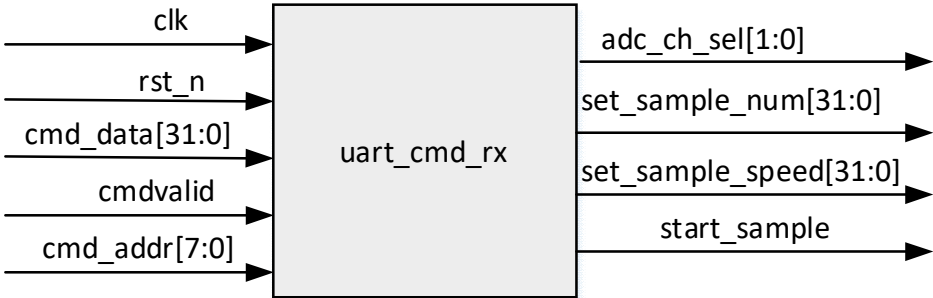 clk
rst_n
cmd_data[31:0]
cmdvalid
cmd_addr[7:0]
uart_cmd_rx
adc_ch_sel[1:0]
set_sample_num[31:0]
set_sample_speed[31:0]
start_sample